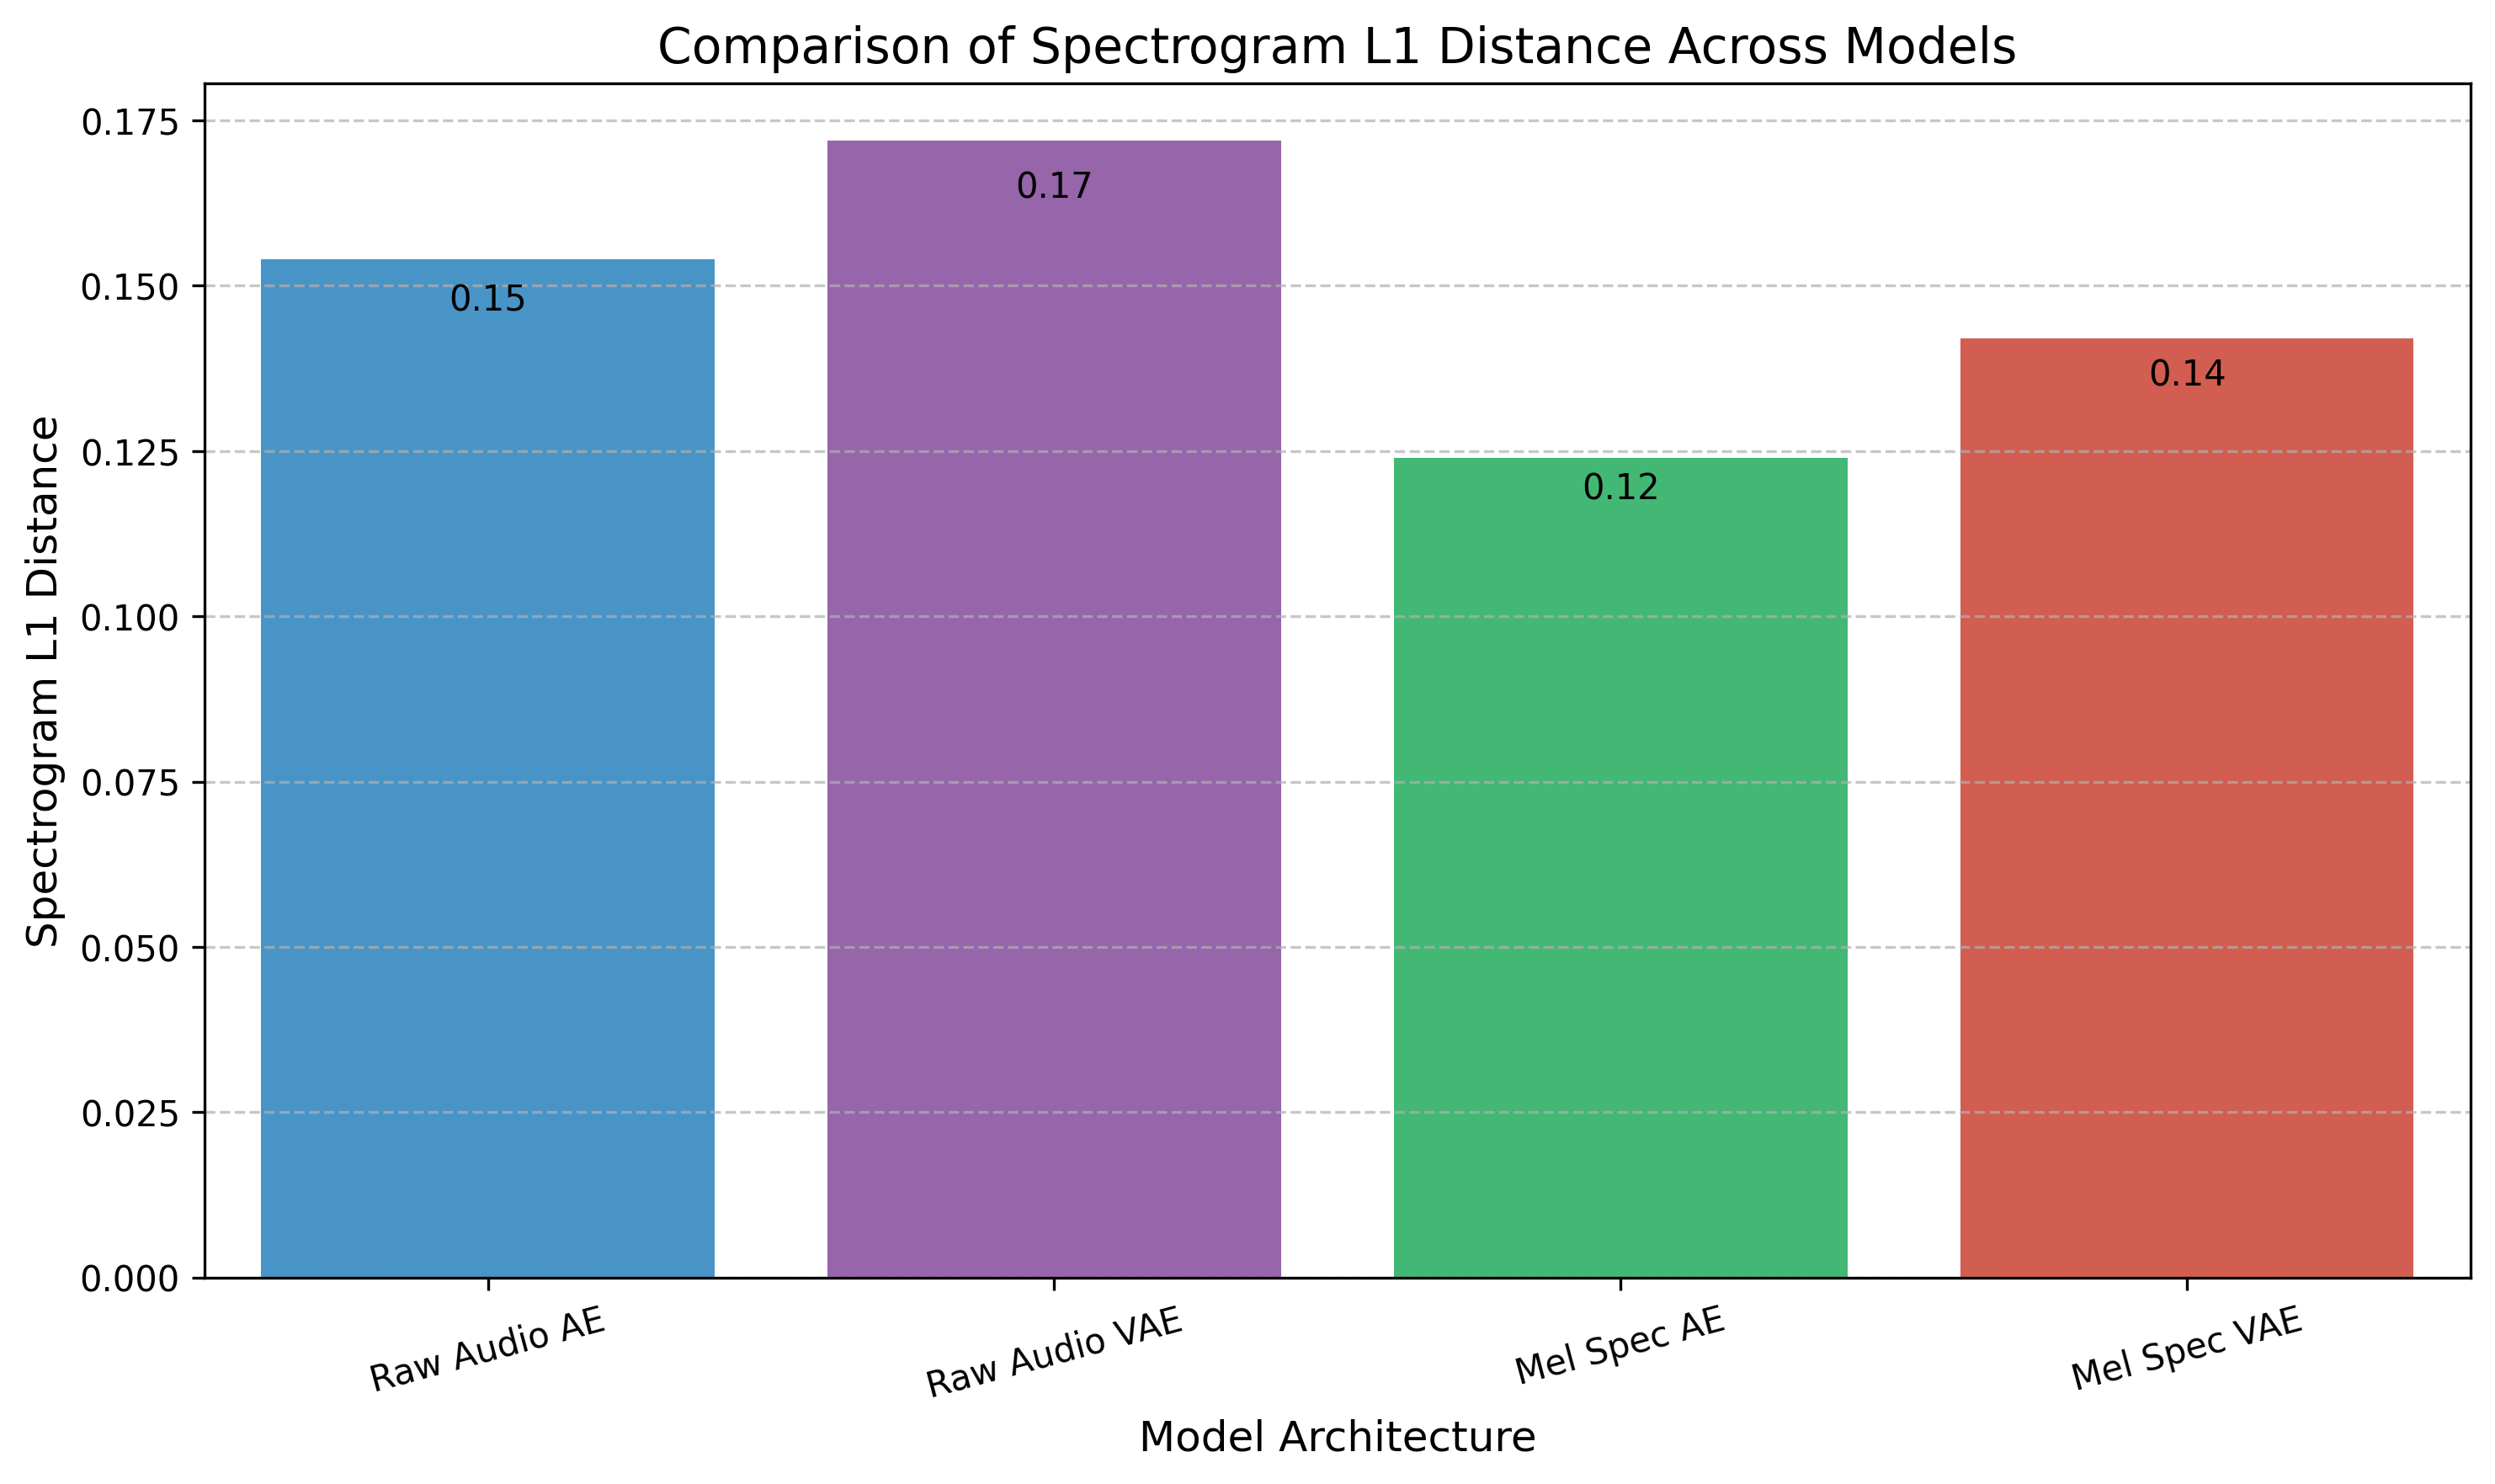 Comparison of Spectrogram L1 Distance Across Models
Spectrogram L1 Distance
0.175
0.150
0.125
0.100
0.075
0.050
0.025
0.000
0.15
0.17
0.12
0.14
Raw Audio AE
Raw Audio VAE
Mel Spec AE
Mel Spec VAE
Model Architecture